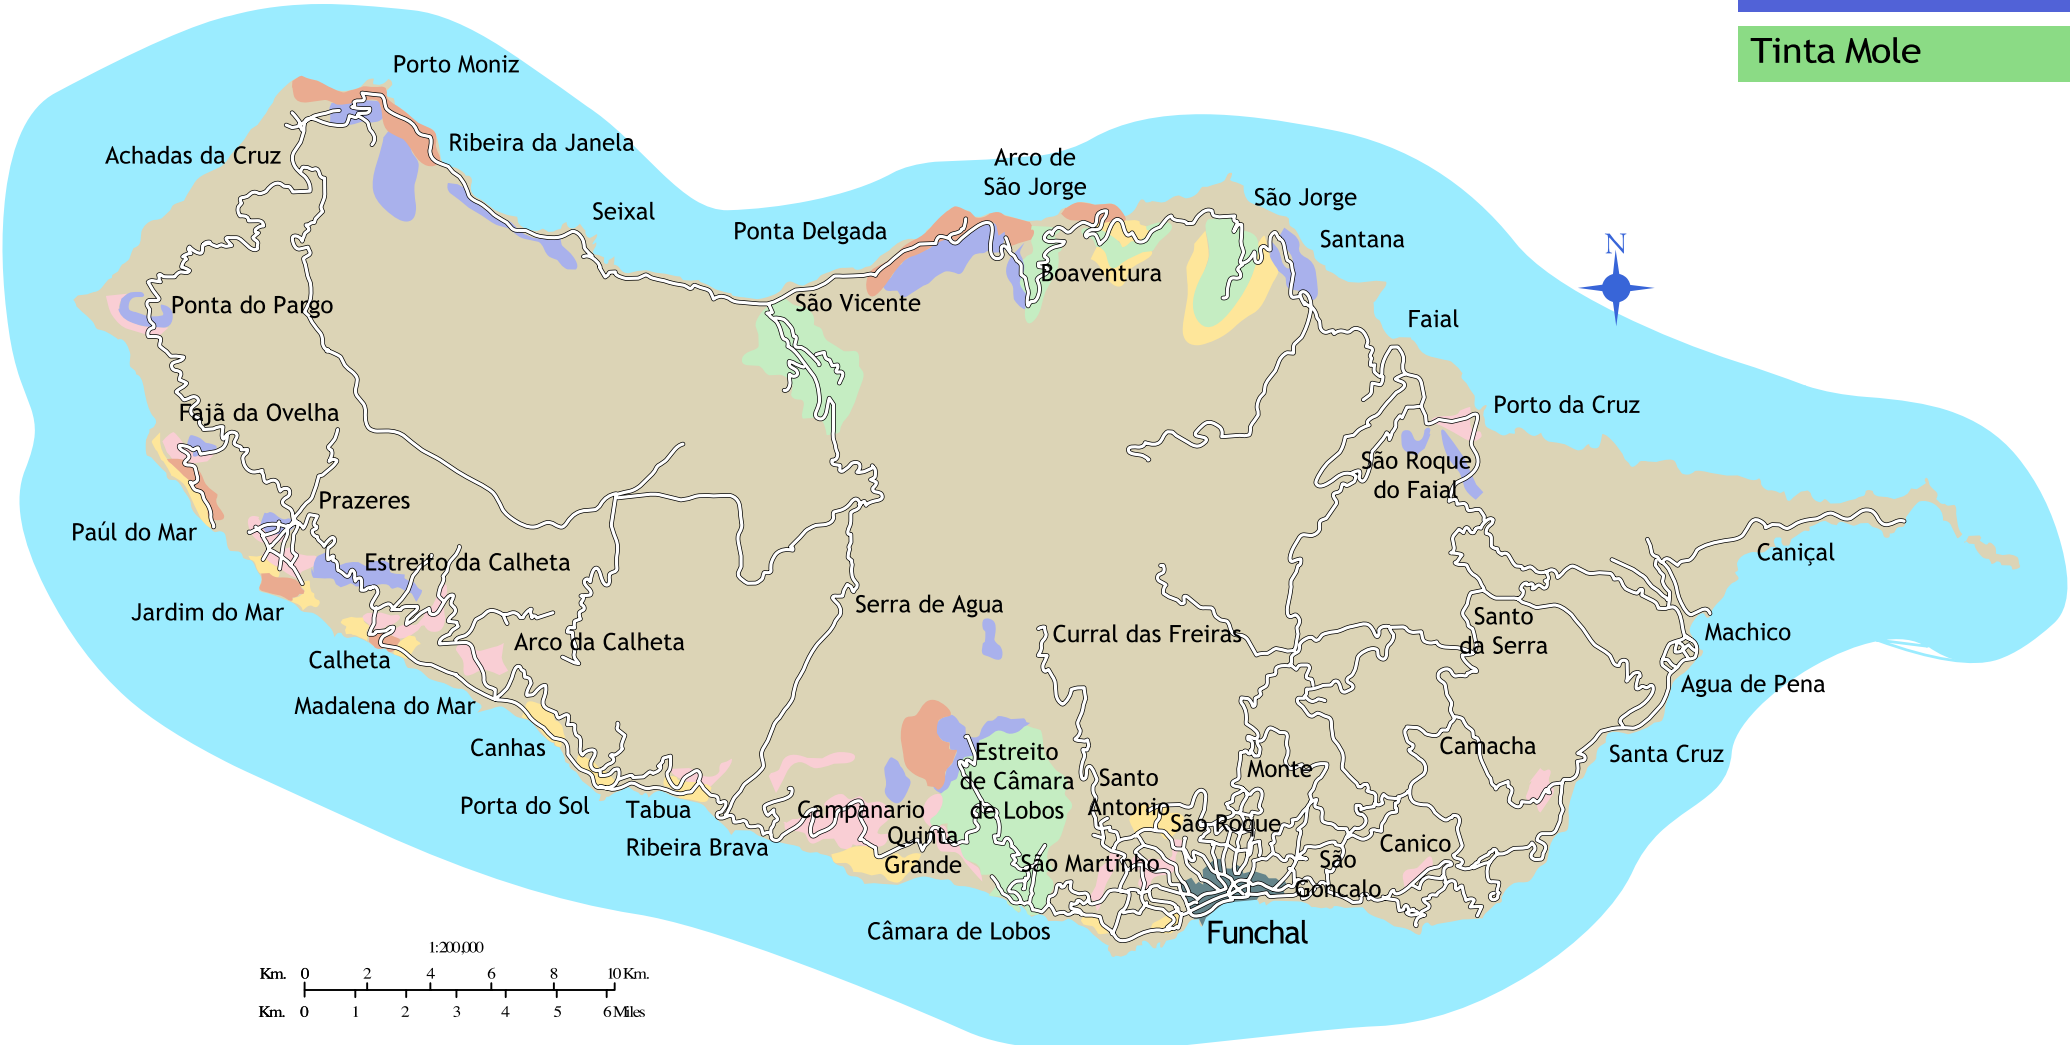 Tinta Mole
Porto Moniz
Ribeira da Janela
Achadas da Cruz
Arco de
São Jorge
São Jorge
Seixal
Ponta Delgada
Santana
N
Boaventura
São Vicente
Ponta do Pargo
Faial
Fajã da Ovelha
Porto da Cruz
São Roque
do Faial
Prazeres
Paúl do Mar
Caniçal
Estreito da Calheta
Jardim do Mar
Serra de Agua
Santo
da Serra
Curral das Freiras
Machico
Arco da Calheta
Calheta
Agua de Pena
Madalena do Mar
Canhas
Camacha
Santa Cruz
Estreito
de Câmara
de Lobos
Monte
Santo
Antonio
Porta do Sol
Tabua
Campanario
São Roque
Quinta
Grande
Ribeira Brava
Canico
São Martinho
São
Goncalo
Câmara de Lobos
Funchal
1:200,000
Km. 0 2 4 6 8 10 Km.
Km. 0 1 2 3 4 5 6 Miles